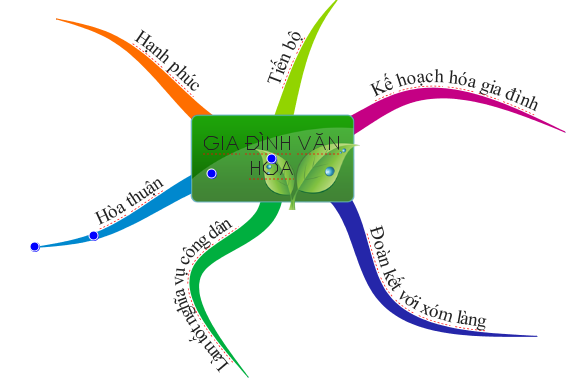 Hạnh phúc
Tiến bộ
Kế hoạch hóa gia đình
GIA ĐÌNH VĂN
HÓA
Hòa thuận
Làm tốt nghĩa vụ công dân
Đoàn kết với xóm làng